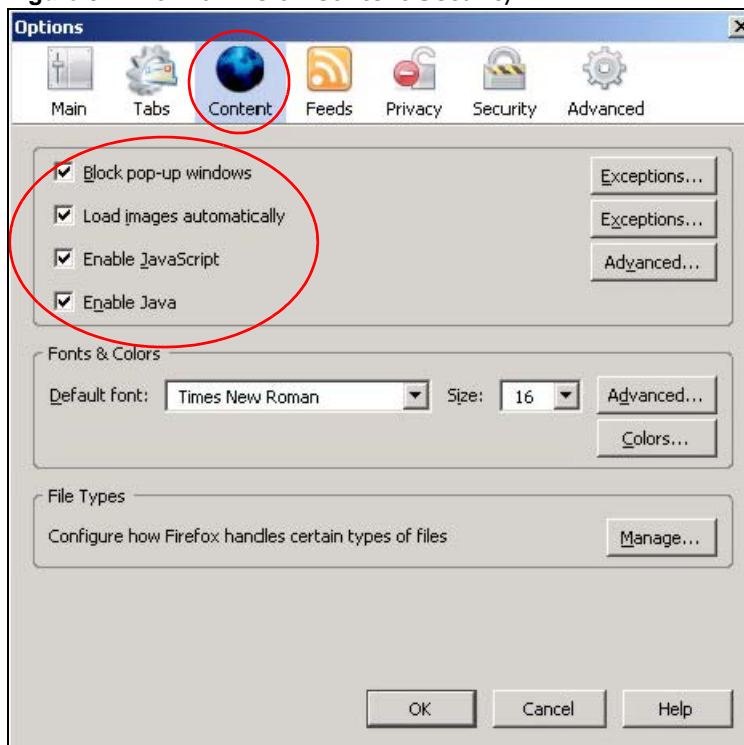 Options
Main Tabs Content Feeds Privacy Security Advanced
Block pop-up windows Exceptions...
Load images automatically Exceptions...
Enable JavaScript Advanced...
Enable Java
Fonts & Colors
Default font: Times New Roman Size: 16 Advanced...
Colors...
File Types
Configure how Firefox handles certain types of files Manage...
OK Cancel Help